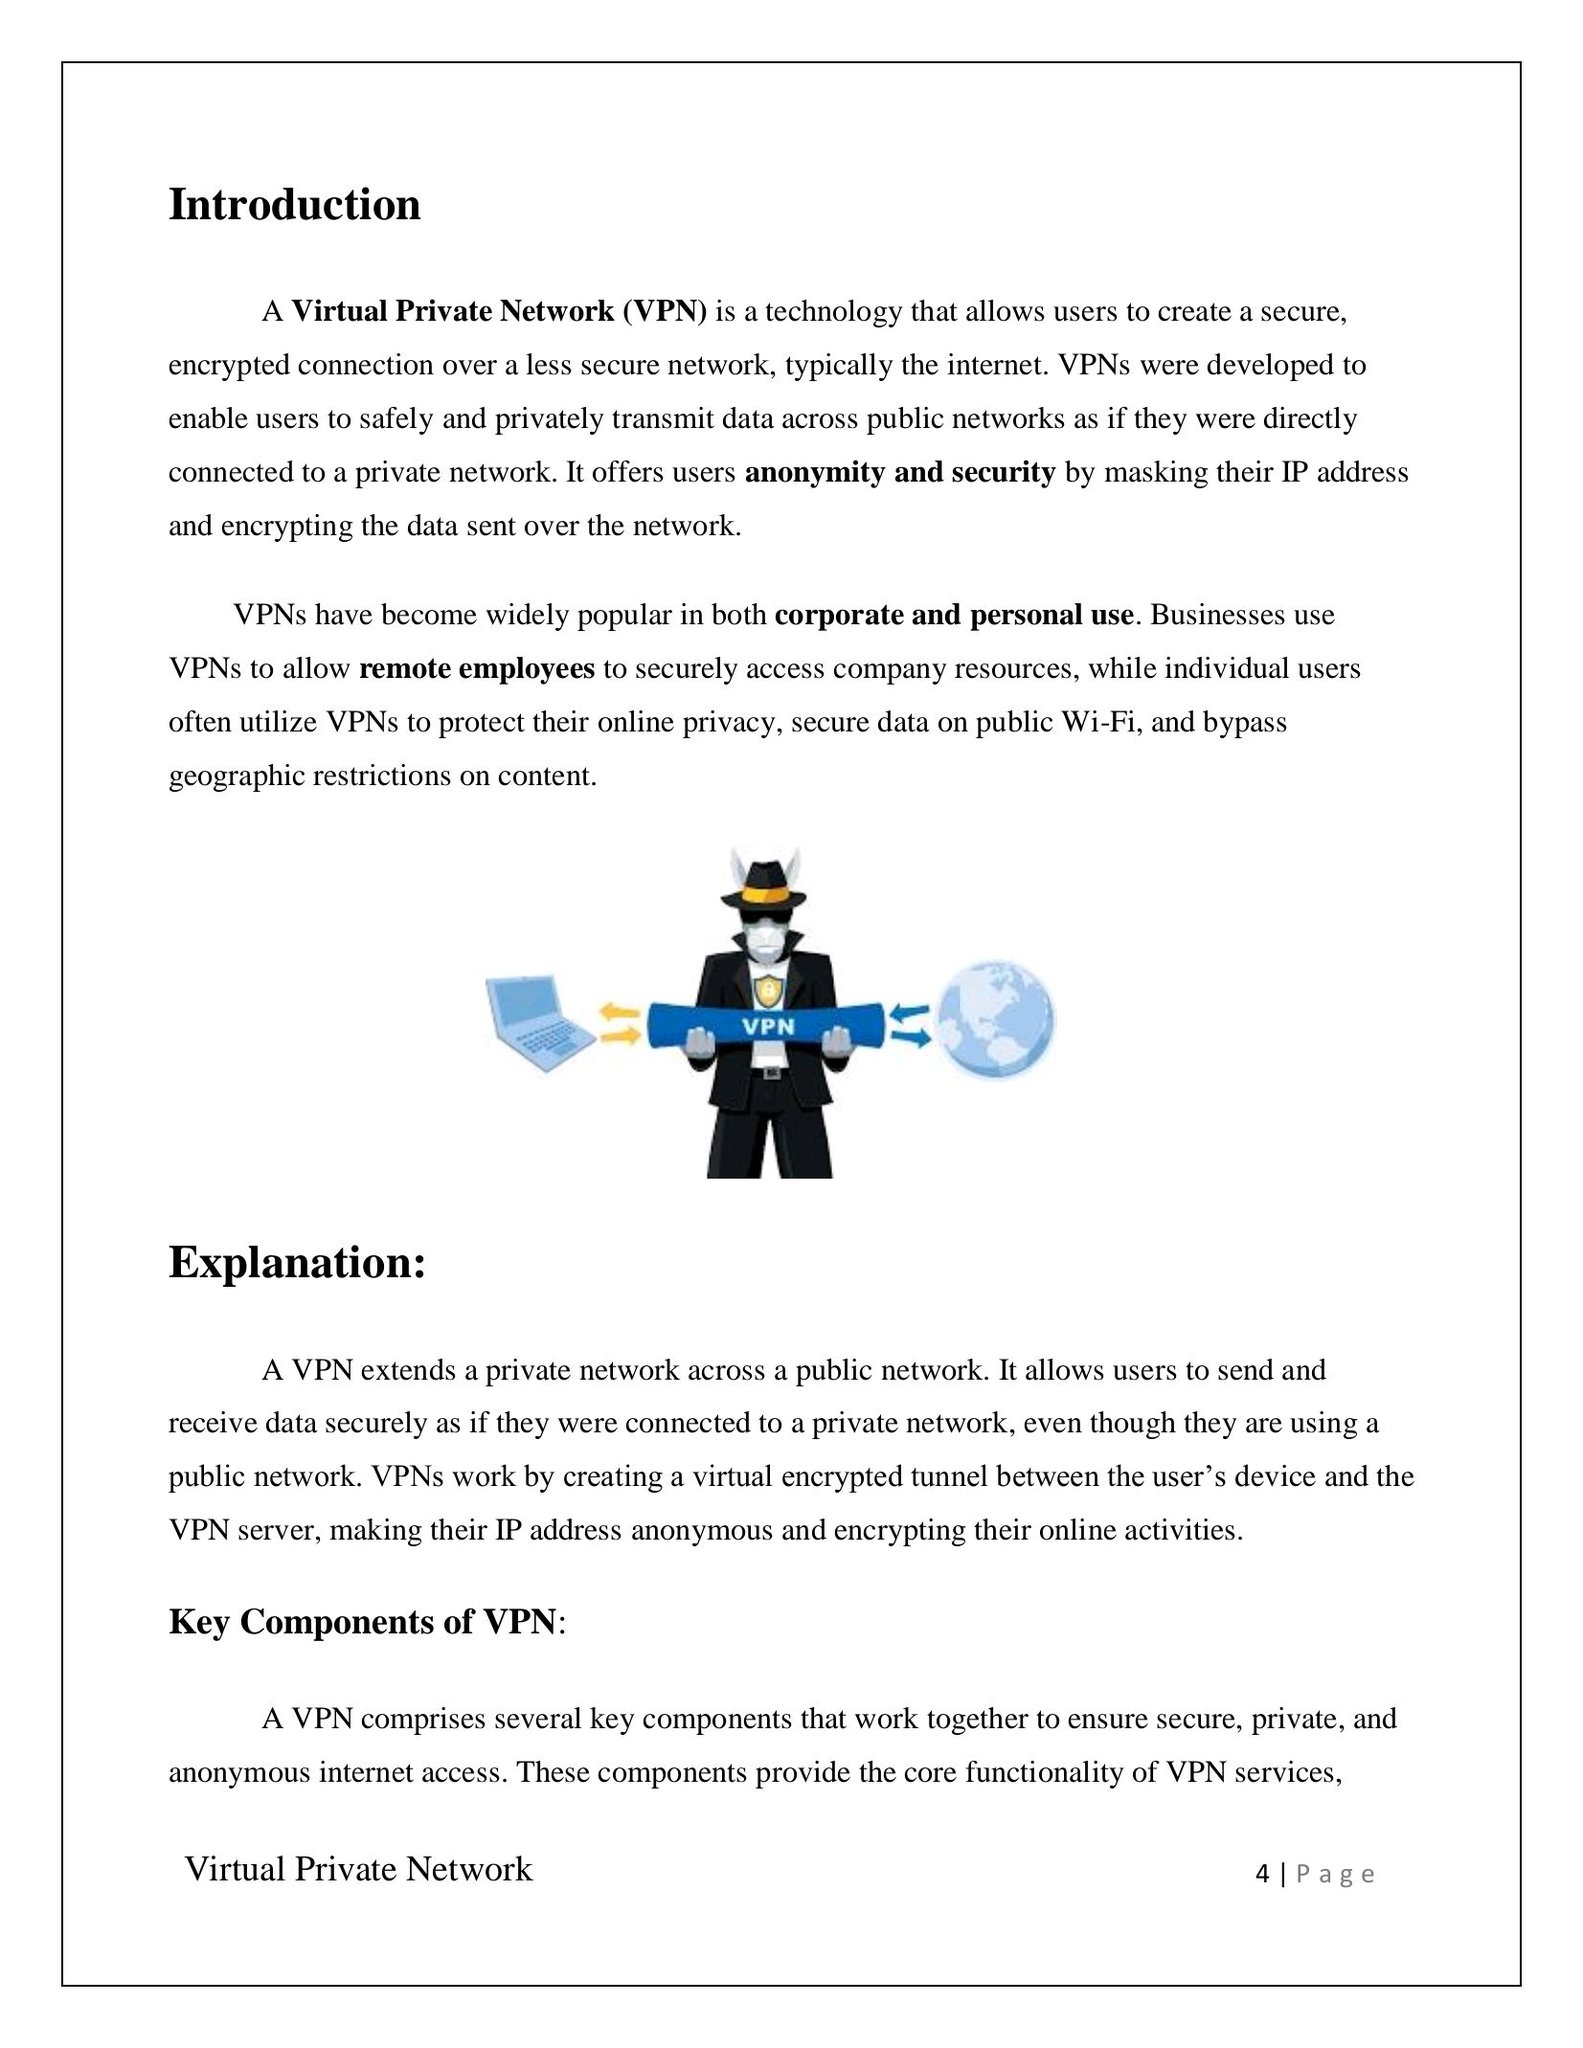 Introduction
A Virtual Private Network (VPN) is a technology that allows users to create a secure,
encrypted connection over a less secure network, typically the internet. VPNs were developed to
enable users to safely and privately transmit data across public networks as if they were directly
connected to a private network. It offers users anonymity and security by masking their IP address
and encrypting the data sent over the network.
VPNs have become widely popular in both corporate and personal use. Businesses use
VPNs to allow remote employees to securely access company resources, while individual users
often utilize VPNs to protect their online privacy, secure data on public Wi-Fi, and bypass
geographic restrictions on content.
VPN
Explanation:
A VPN extends a private network across a public network. It allows users to send and
receive data securely as if they were connected to a private network, even though they are using a
public network. VPNs work by creating a virtual encrypted tunnel between the user’s device and the
VPN server, making their IP address anonymous and encrypting their online activities.
Key Components of VPN:
A VPN comprises several key components that work together to ensure secure, private, and
anonymous internet access. These components provide the core functionality of VPN services,
Virtual Private Network
4 | Page